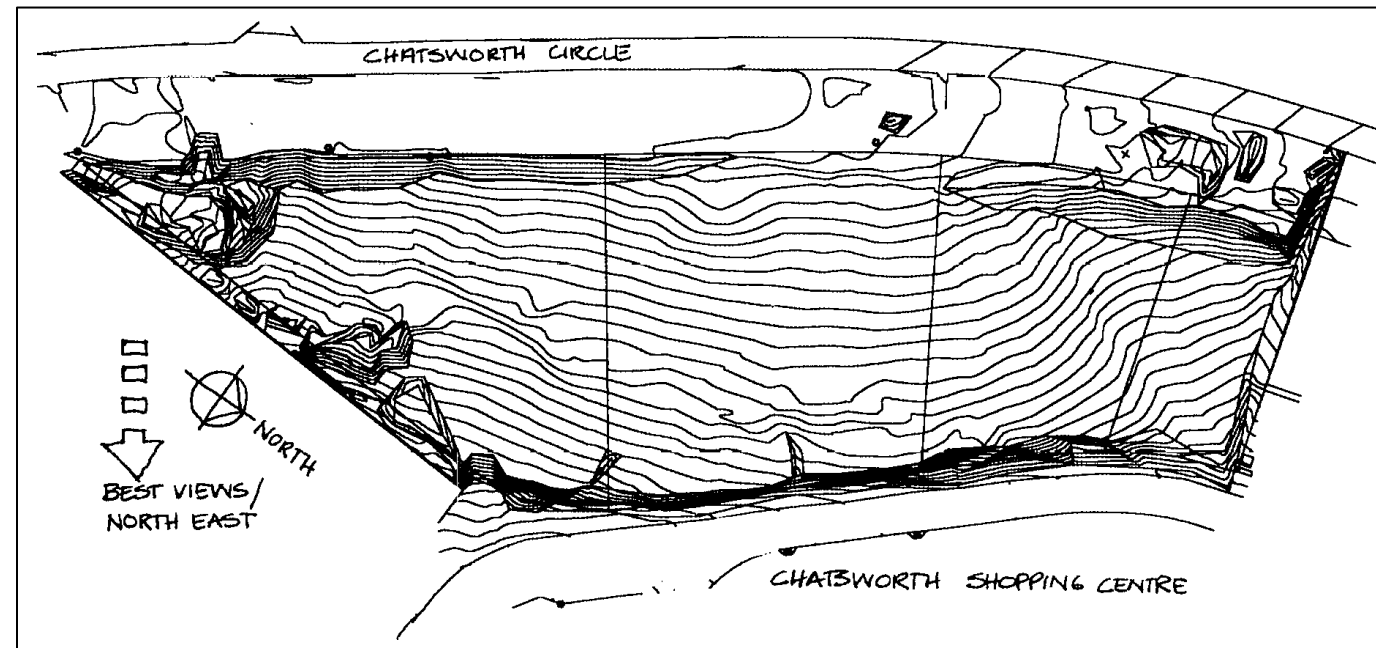 CHATSWORTH CIRCLE
NORTH
BEST VIEWS/
NORTH EAST
CHATSWORTH SHOPPING CENTRE